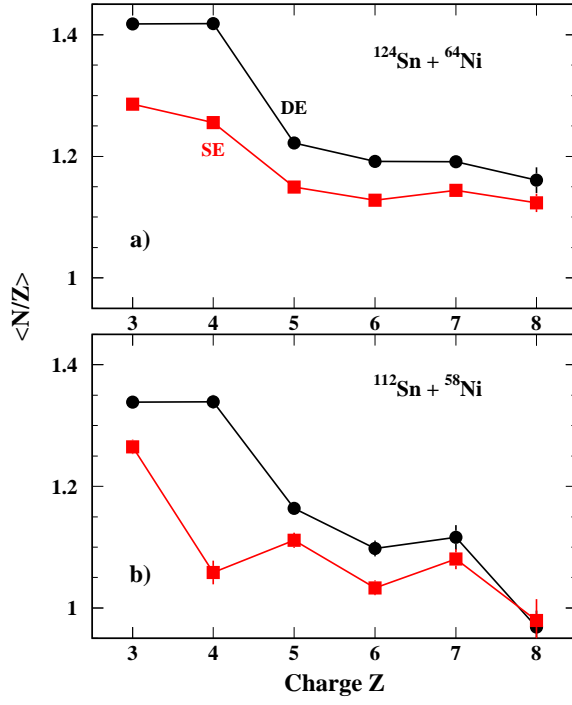 1.4
1.2
1
¹²⁴Sn + ⁶⁴Ni
DE
SE
a)
3 4 5 6 7 8
<N/Z>
1.4
1.2
1
¹¹²Sn + ⁵⁸Ni
b)
3 4 5 6 7 8
Charge Z